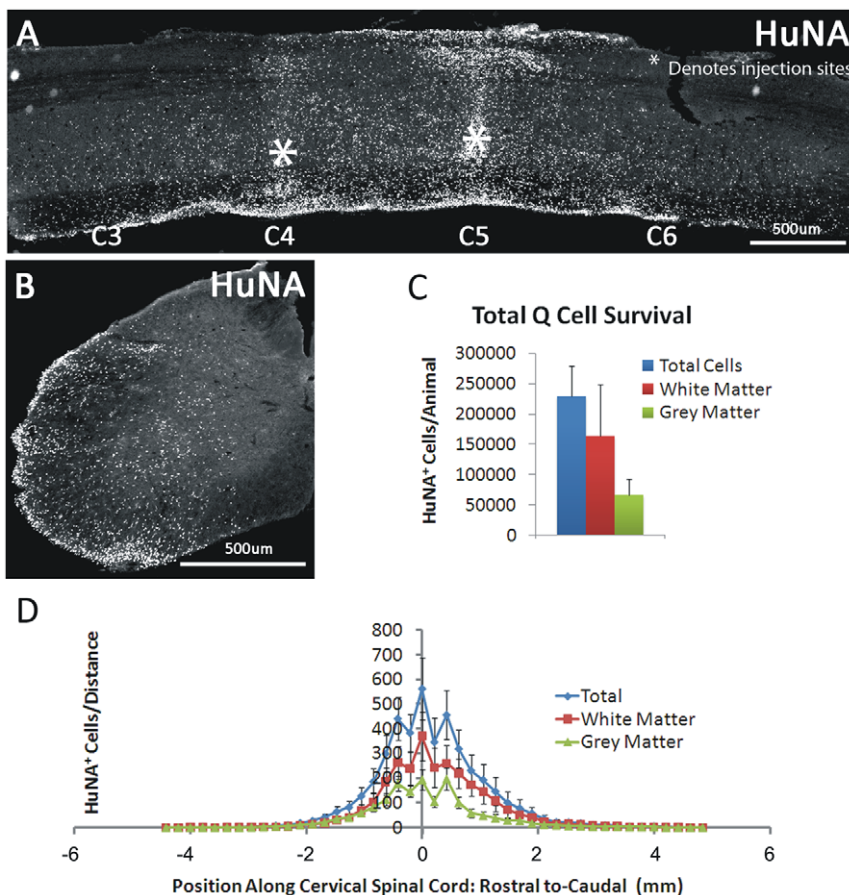 A
HuNA
* Denotes injection sites
*
*
C3 C4 C5 C6
500um
B
HuNA
500um
C
Total Q Cell Survival
HuNA⁺ Cells/Animal
300000
250000
200000
150000
100000
50000
0
Total Cells
White Matter
Grey Matter
D
HuNA⁺ Cells/Distance
800
700
600
500
400
300
200
100
0
Total
White Matter
Grey Matter
-6 -4 -2 0 2 4 6
Position Along Cervical Spinal Cord: Rostral to-Caudal (mm)